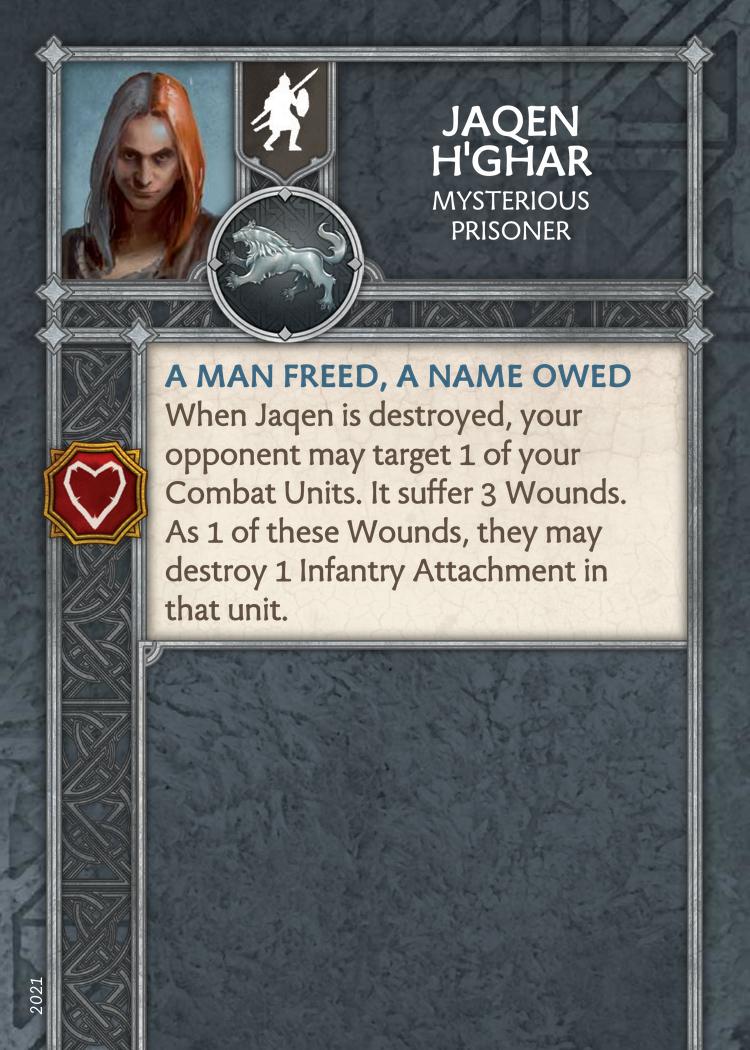 JAQEN
H'GHAR
MYSTERIOUS
PRISONER
A MAN FREED, A NAME OWED
When Jaqen is destroyed, your
opponent may target 1 of your
Combat Units. It suffer 3 Wounds.
As 1 of these Wounds, they may
destroy 1 Infantry Attachment in
that unit.
2021